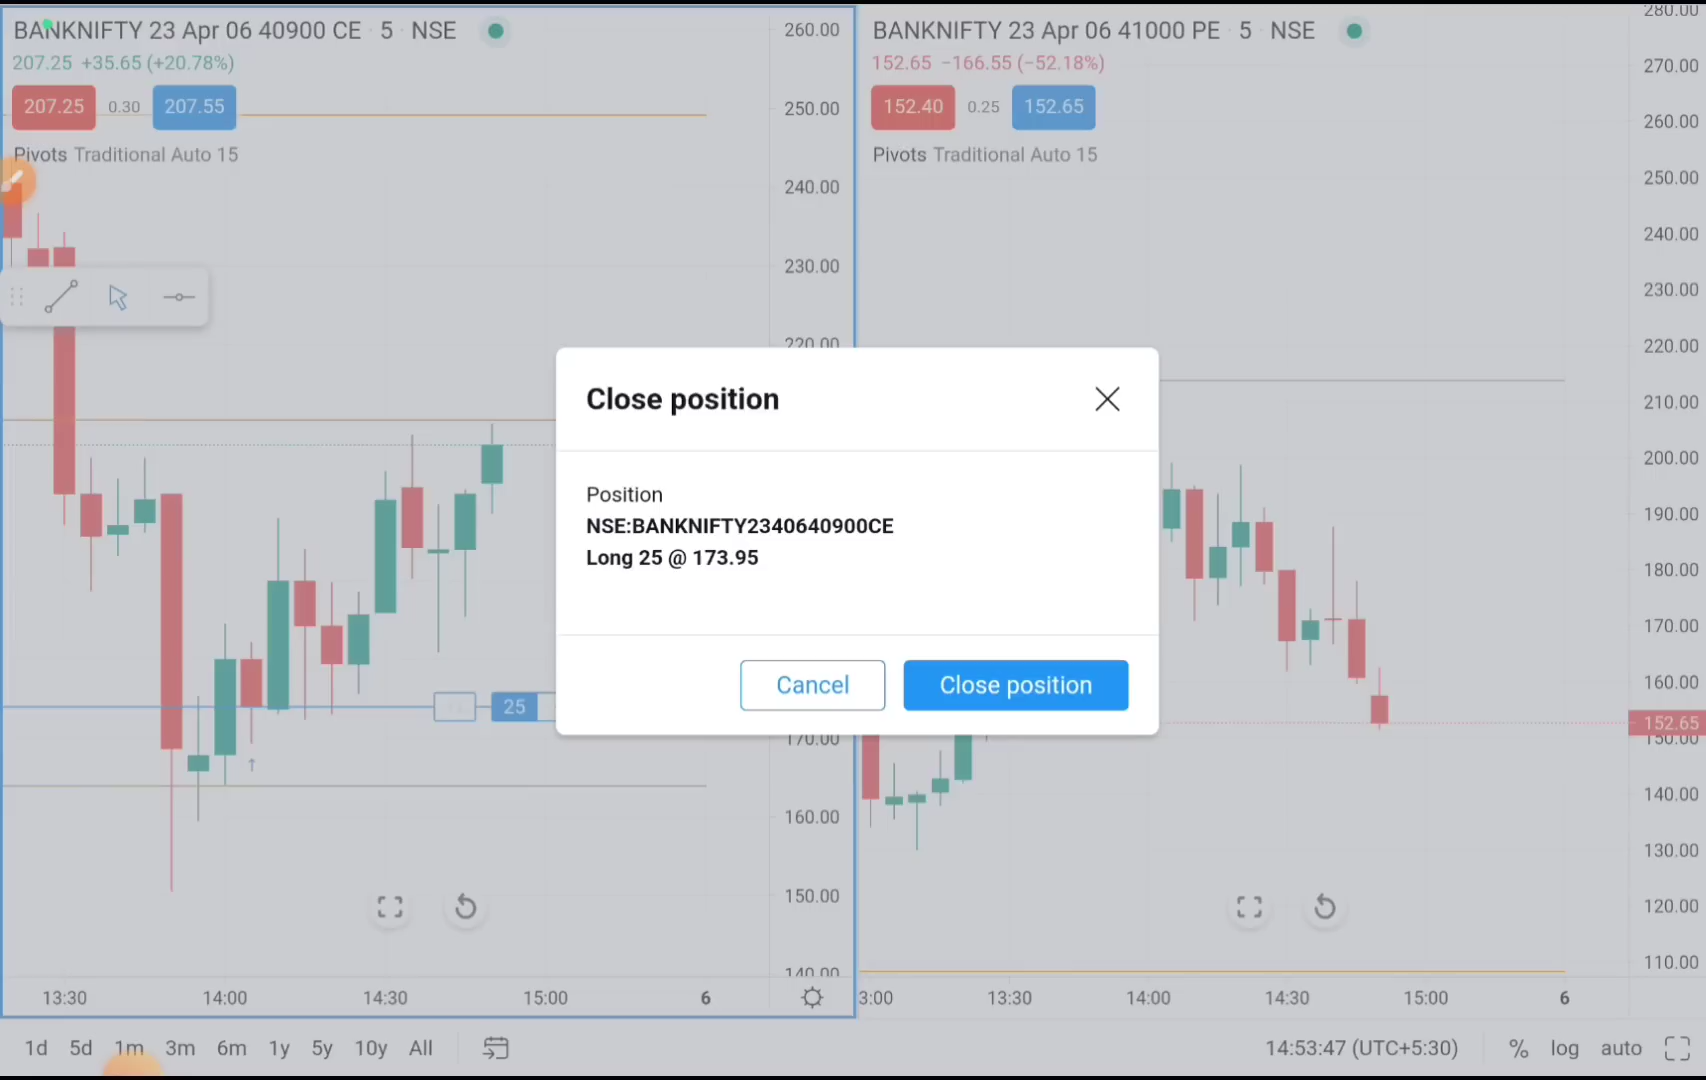 BANKNIFTY 23 Apr 06 40900 CE · 5 · NSE
207.25 +35.65 (+20.78%)
207.25 0.30 207.55
Pivots Traditional Auto 15
260.00
250.00
240.00
230.00
220.00
170.00
160.00
150.00
140.00
25
13:30 14:00 14:30 15:00 6
BANKNIFTY 23 Apr 06 41000 PE · 5 · NSE
152.65 −166.55 (−52.18%)
152.40 0.25 152.65
Pivots Traditional Auto 15
280.00
270.00
260.00
250.00
240.00
230.00
220.00
210.00
200.00
190.00
180.00
170.00
160.00
152.65
150.00
140.00
130.00
120.00
110.00
3:00 13:30 14:00 14:30 15:00 6
Close position
Position
NSE:BANKNIFTY2340640900CE
Long 25 @ 173.95
Cancel Close position
1d 5d 1m 3m 6m 1y 5y 10y All 14:53:47 (UTC+5:30) % log auto